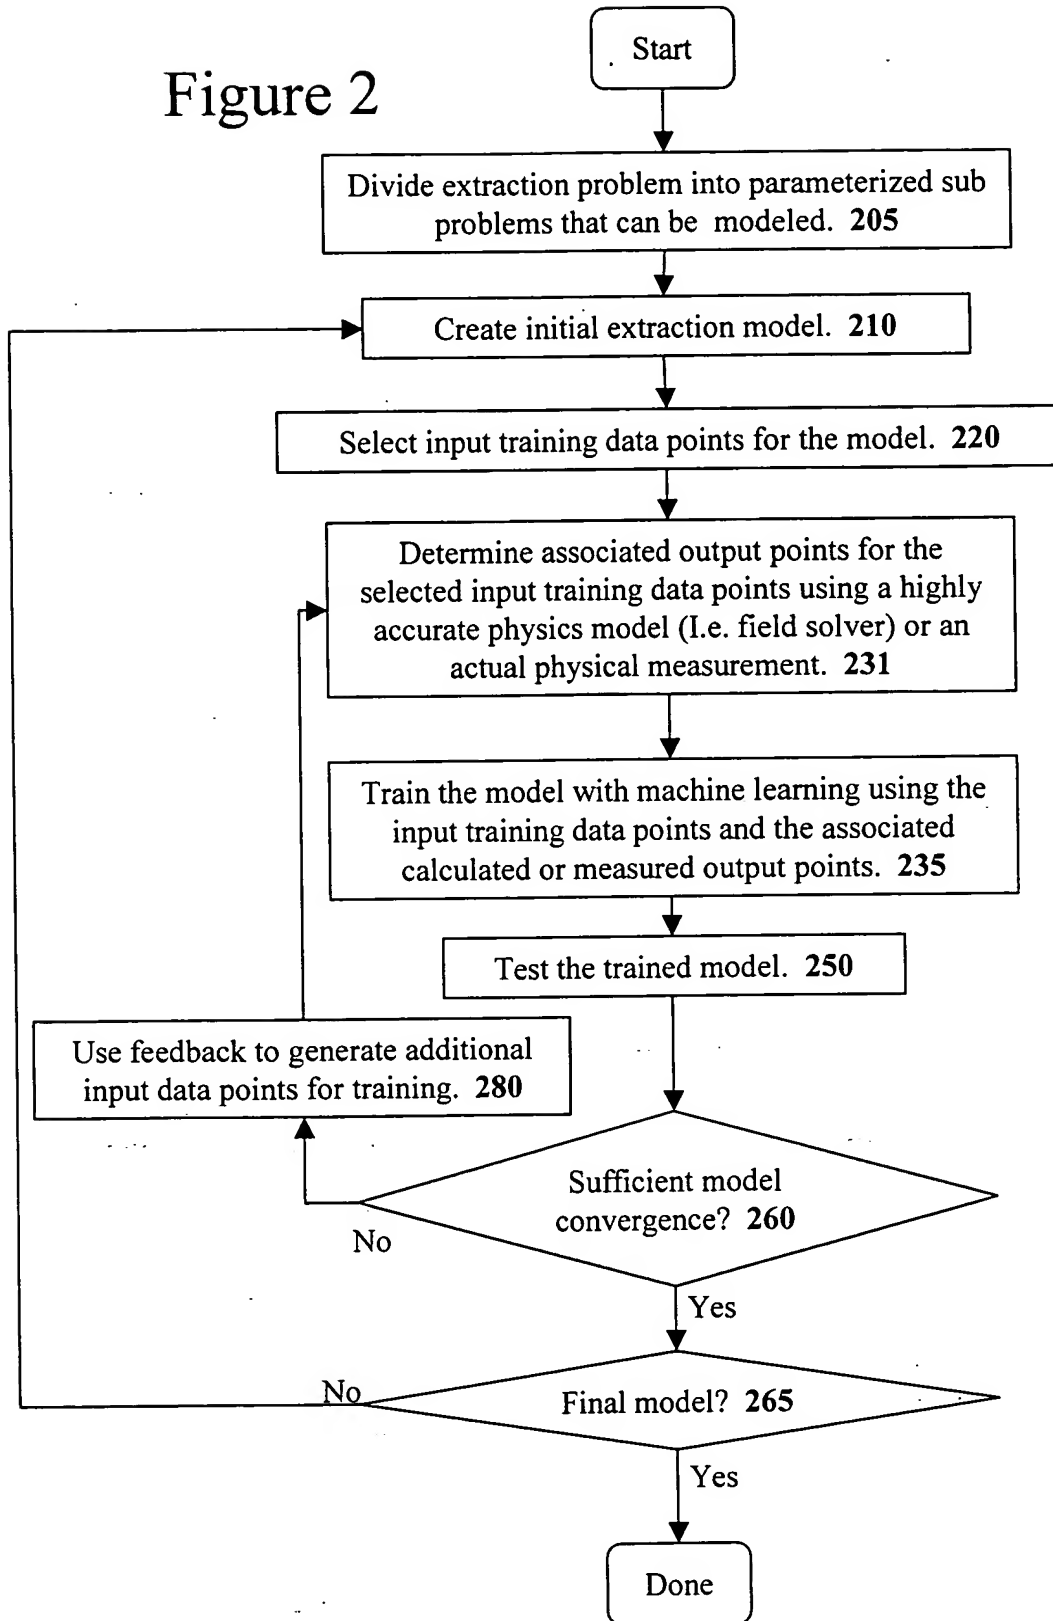 Start
Figure 2
Divide extraction problem into parameterized sub
problems that can be modeled. 205
Create initial extraction model. 210
Select input training data points for the model. 220
Determine associated output points for the
selected input training data points using a highly
accurate physics model (I.e. field solver) or an
actual physical measurement. 231
Train the model with machine learning using the
input training data points and the associated
calculated or measured output points. 235
Test the trained model. 250
Use feedback to generate additional
input data points for training. 280
Sufficient model
convergence? 260
No
Yes
No
Final model? 265
Yes
Done